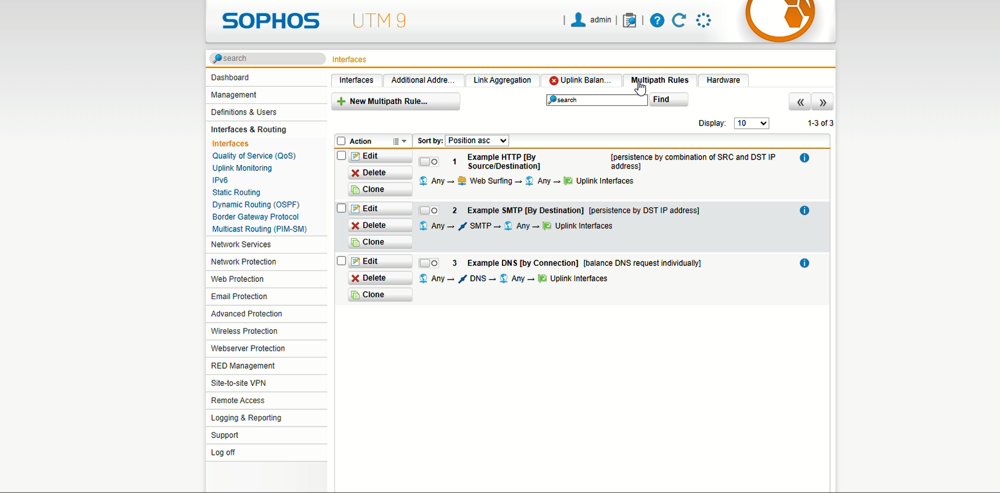 SOPHOS UTM 9
| admin | | ?
search
Interfaces
Dashboard
Management
Definitions & Users
Interfaces & Routing
Interfaces
Quality of Service (QoS)
Uplink Monitoring
IPv6
Static Routing
Dynamic Routing (OSPF)
Border Gateway Protocol
Multicast Routing (PIM-SM)
Network Services
Network Protection
Web Protection
Email Protection
Advanced Protection
Wireless Protection
Webserver Protection
RED Management
Site-to-site VPN
Remote Access
Logging & Reporting
Support
Log off
Interfaces Additional Addre... Link Aggregation Uplink Balan... Multipath Rules Hardware
New Multipath Rule... search Find « »
Display: 10 1-3 of 3
Action Sort by: Position asc
Edit
Delete
Clone
1 Example HTTP [By Source/Destination] [persistence by combination of SRC and DST IP address]
Any → Web Surfing → Any → Uplink Interfaces
Edit
Delete
Clone
2 Example SMTP [By Destination] [persistence by DST IP address]
Any → SMTP → Any → Uplink Interfaces
Edit
Delete
Clone
3 Example DNS [by Connection] [balance DNS request individually]
Any → DNS → Any → Uplink Interfaces